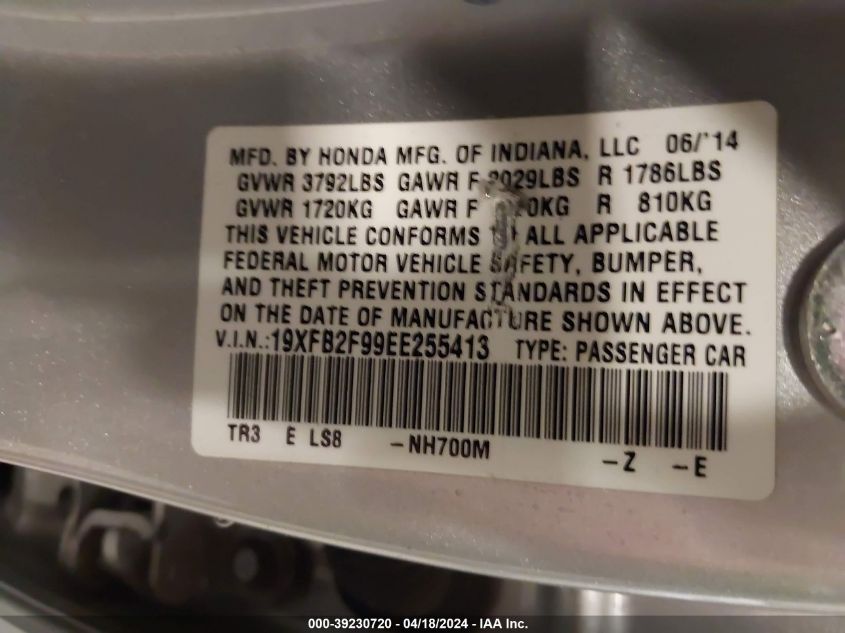 MFD. BY HONDA MFG. OF INDIANA, LLC 06/'14
GVWR 3792LBS GAWR F 2029LBS R 1786LBS
GVWR 1720KG GAWR F R 810KG
THIS VEHICLE CONFORMS TO ALL APPLICABLE
FEDERAL MOTOR VEHICLE SAFETY, BUMPER,
AND THEFT PREVENTION STANDARDS IN EFFECT
ON THE DATE OF MANUFACTURE SHOWN ABOVE.
V.I.N.:19XFB2F99EE255413 TYPE: PASSENGER CAR
TR3 E LS8 -NH700M -Z -E
000-39230720 - 04/18/2024 - IAA Inc.